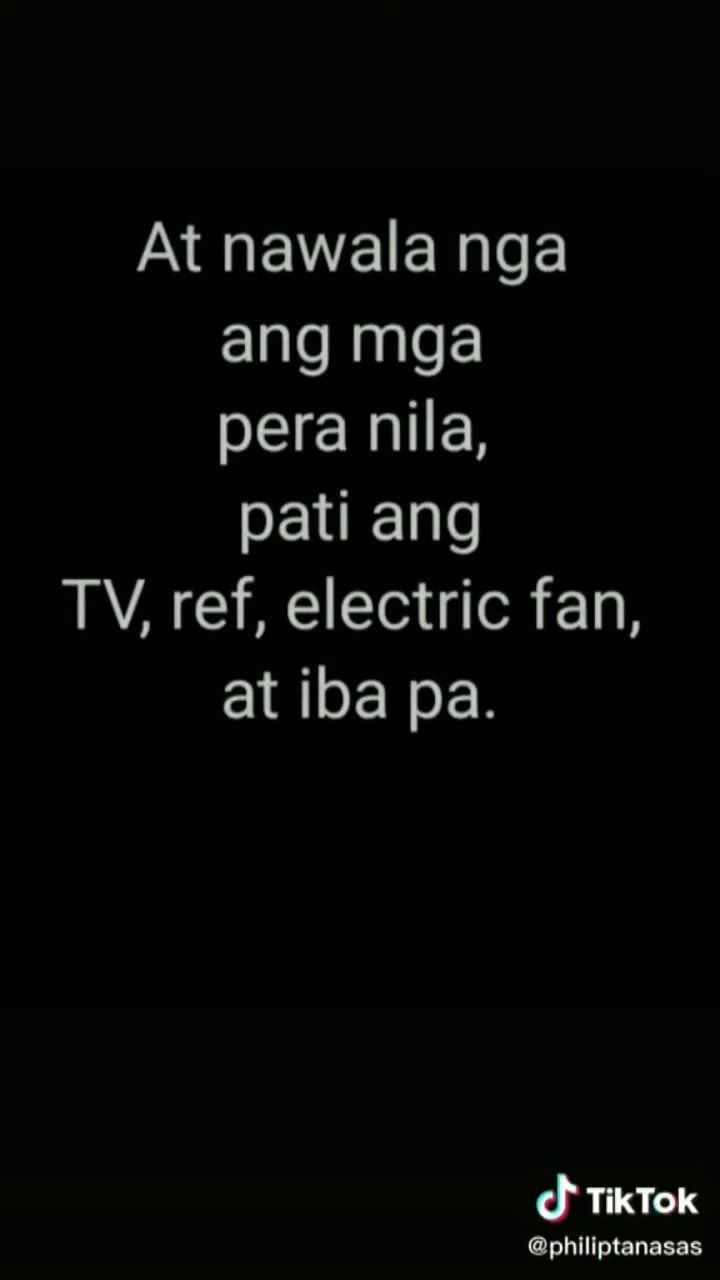 At nawala nga
ang mga
pera nila,
pati ang
TV, ref, electric fan,
at iba pa.
TikTok
@philiptanasas